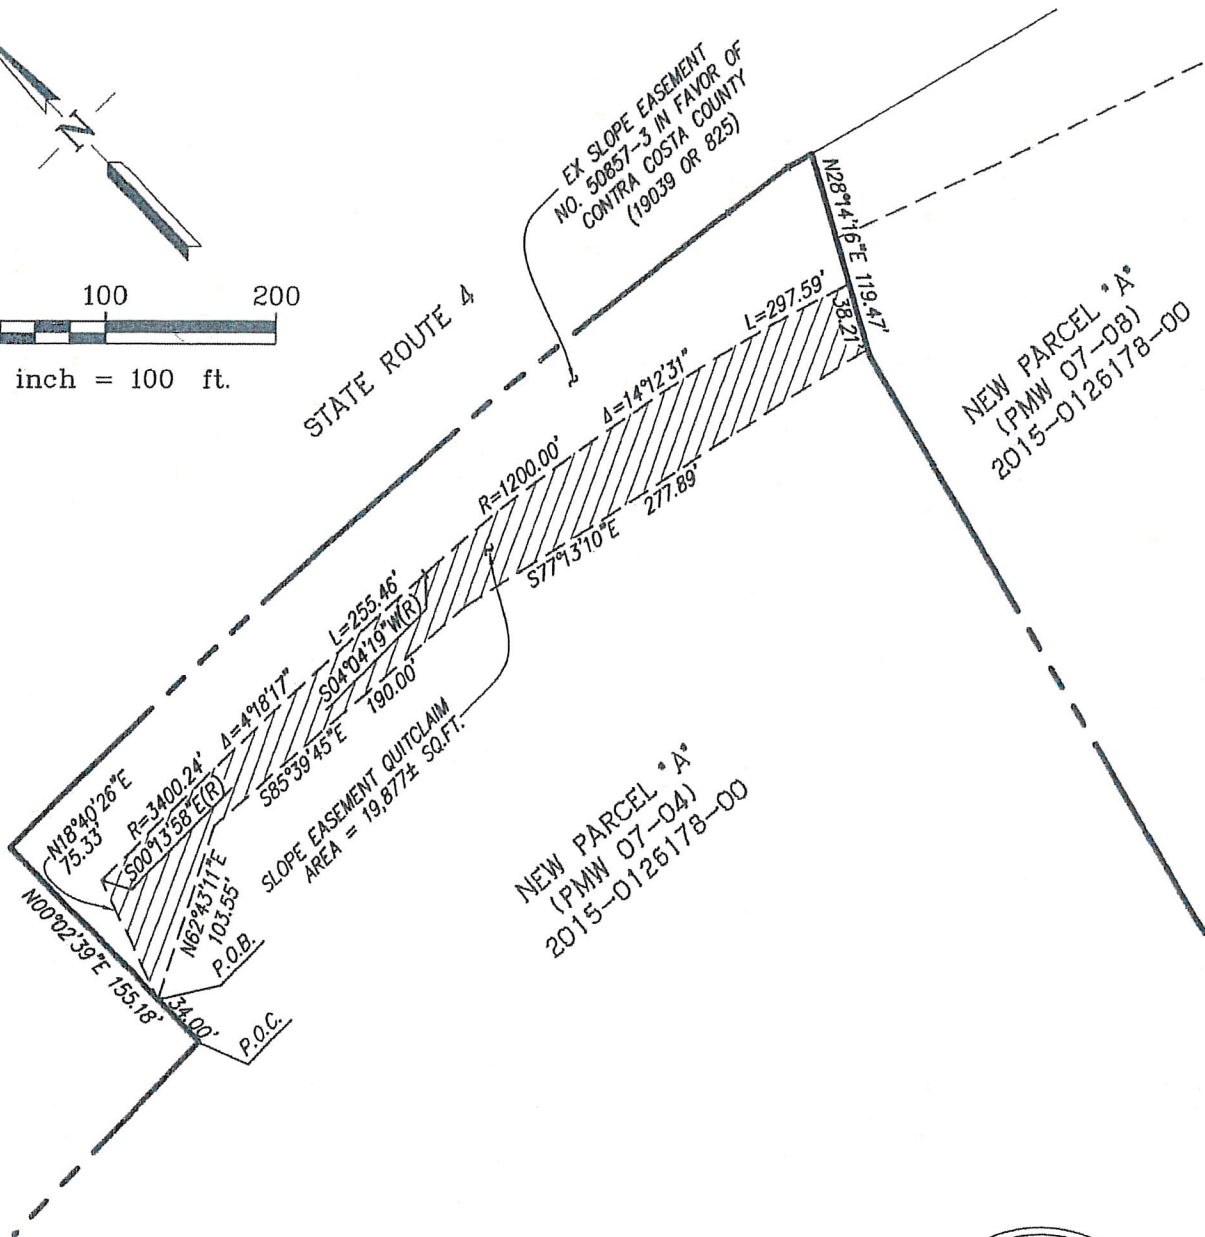 N
100 200
inch = 100 ft.
STATE ROUTE 4
EX SLOPE EASEMENT
NO. 50857-3 IN FAVOR OF
CONTRA COSTA COUNTY
(19039 OR 825)
N28°14'16"E 119.47'
38.21'
L=297.59'
Δ=14°12'31"
R=1200.00'
S77°13'10"E 277.89'
NEW PARCEL "A"
(PMW 07-08)
2015-0126178-00
L=255.46'
S04°04'19"W(R)
Δ=4°18'17"
190.00'
S85°39'45"E
R=3400.24'
S00°13'58"E(R)
N18°40'26"E
75.33'
SLOPE EASEMENT QUITCLAIM
AREA = 19,877± SQ.FT.
N62°43'11"E
103.55'
P.O.B.
N00°02'39"E 155.18'
34.00'
P.O.C.
NEW PARCEL "A"
(PMW 07-04)
2015-0126178-00